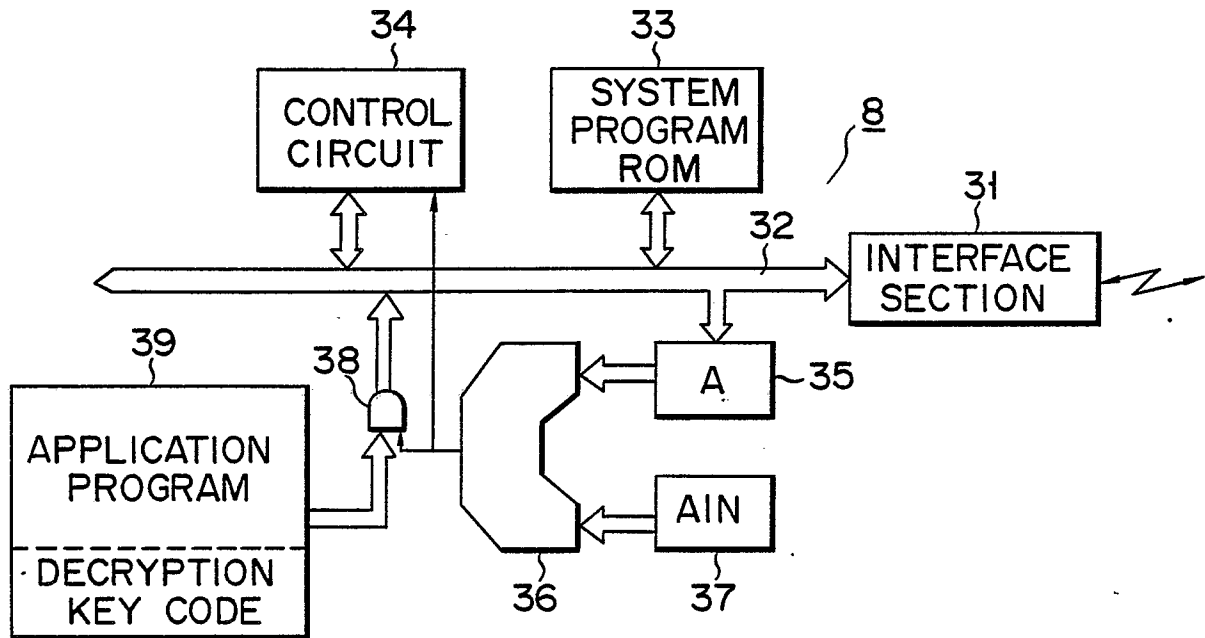 34
CONTROL
CIRCUIT
33
SYSTEM
PROGRAM
ROM
8
32
31
INTERFACE
SECTION
39
APPLICATION
PROGRAM
DECRYPTION
KEY CODE
38
36
A
35
AIN
37